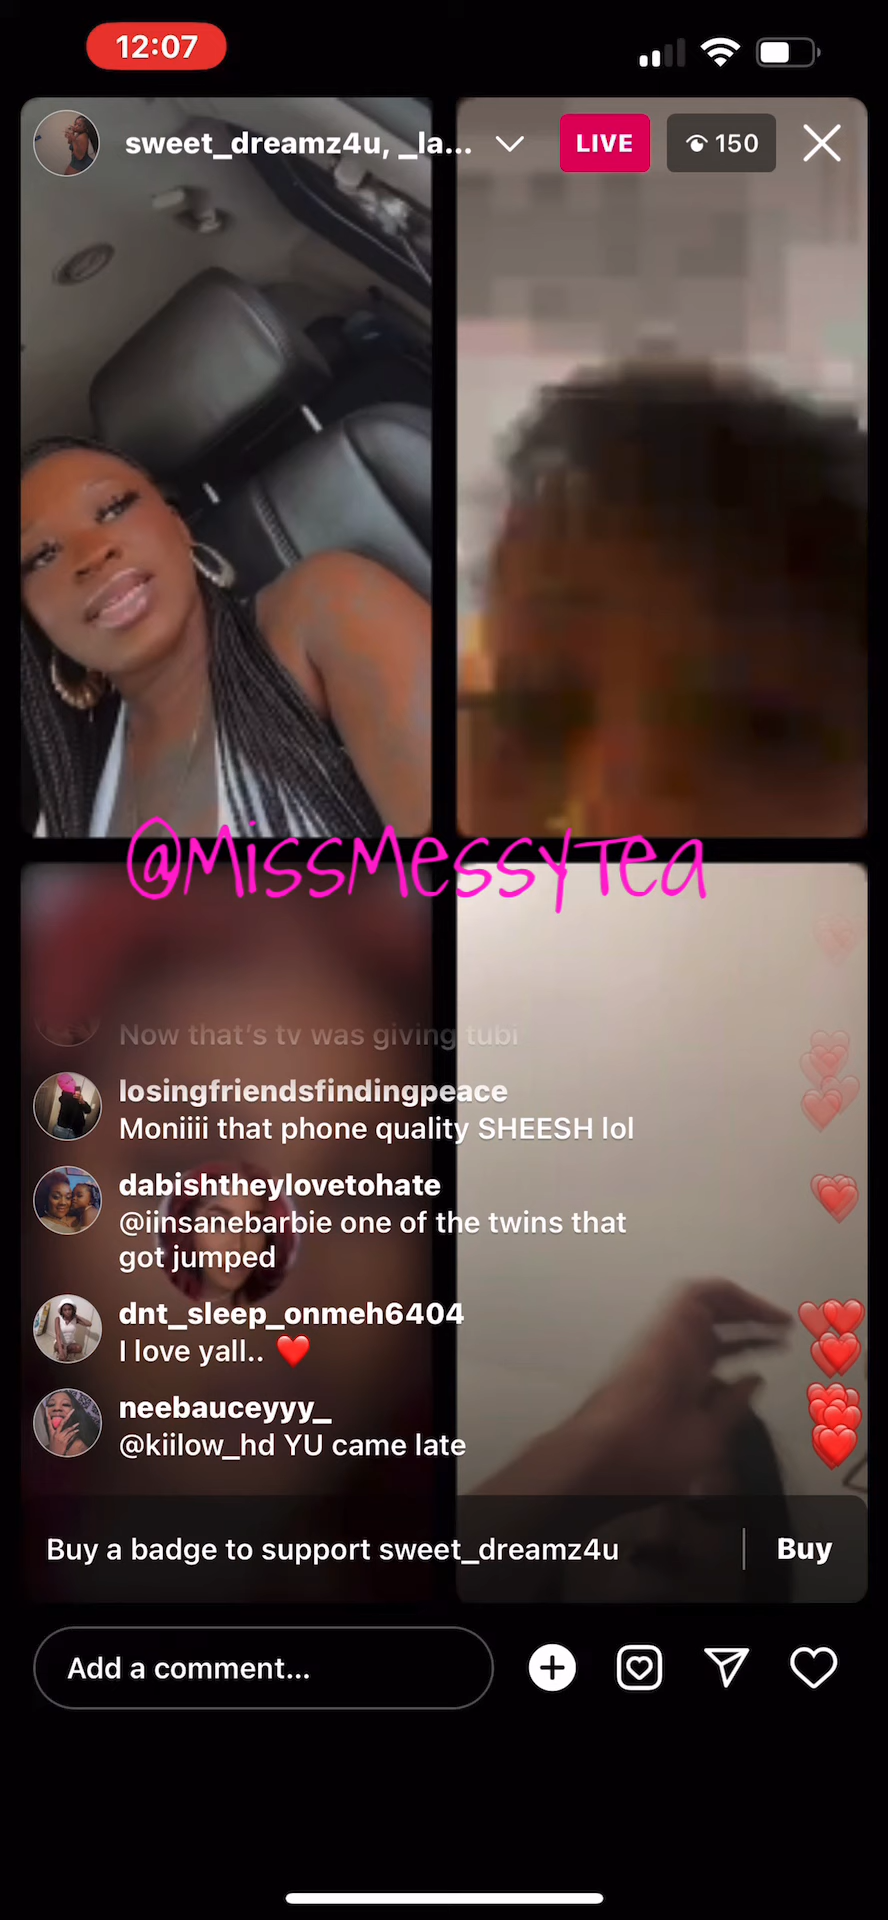 12:07
sweet_dreamz4u, _la...
LIVE
150
@MissMessyTea
Now that's tv was giving tubi
losingfriendsfindingpeace
Moniiii that phone quality SHEESH lol
dabishtheylovetohate
@iinsanebarbie one of the twins that
got jumped
dnt_sleep_onmeh6404
I love yall.. ❤️
neebauceyyy_
@kiilow_hd YU came late
Buy a badge to support sweet_dreamz4u
Buy
Add a comment...